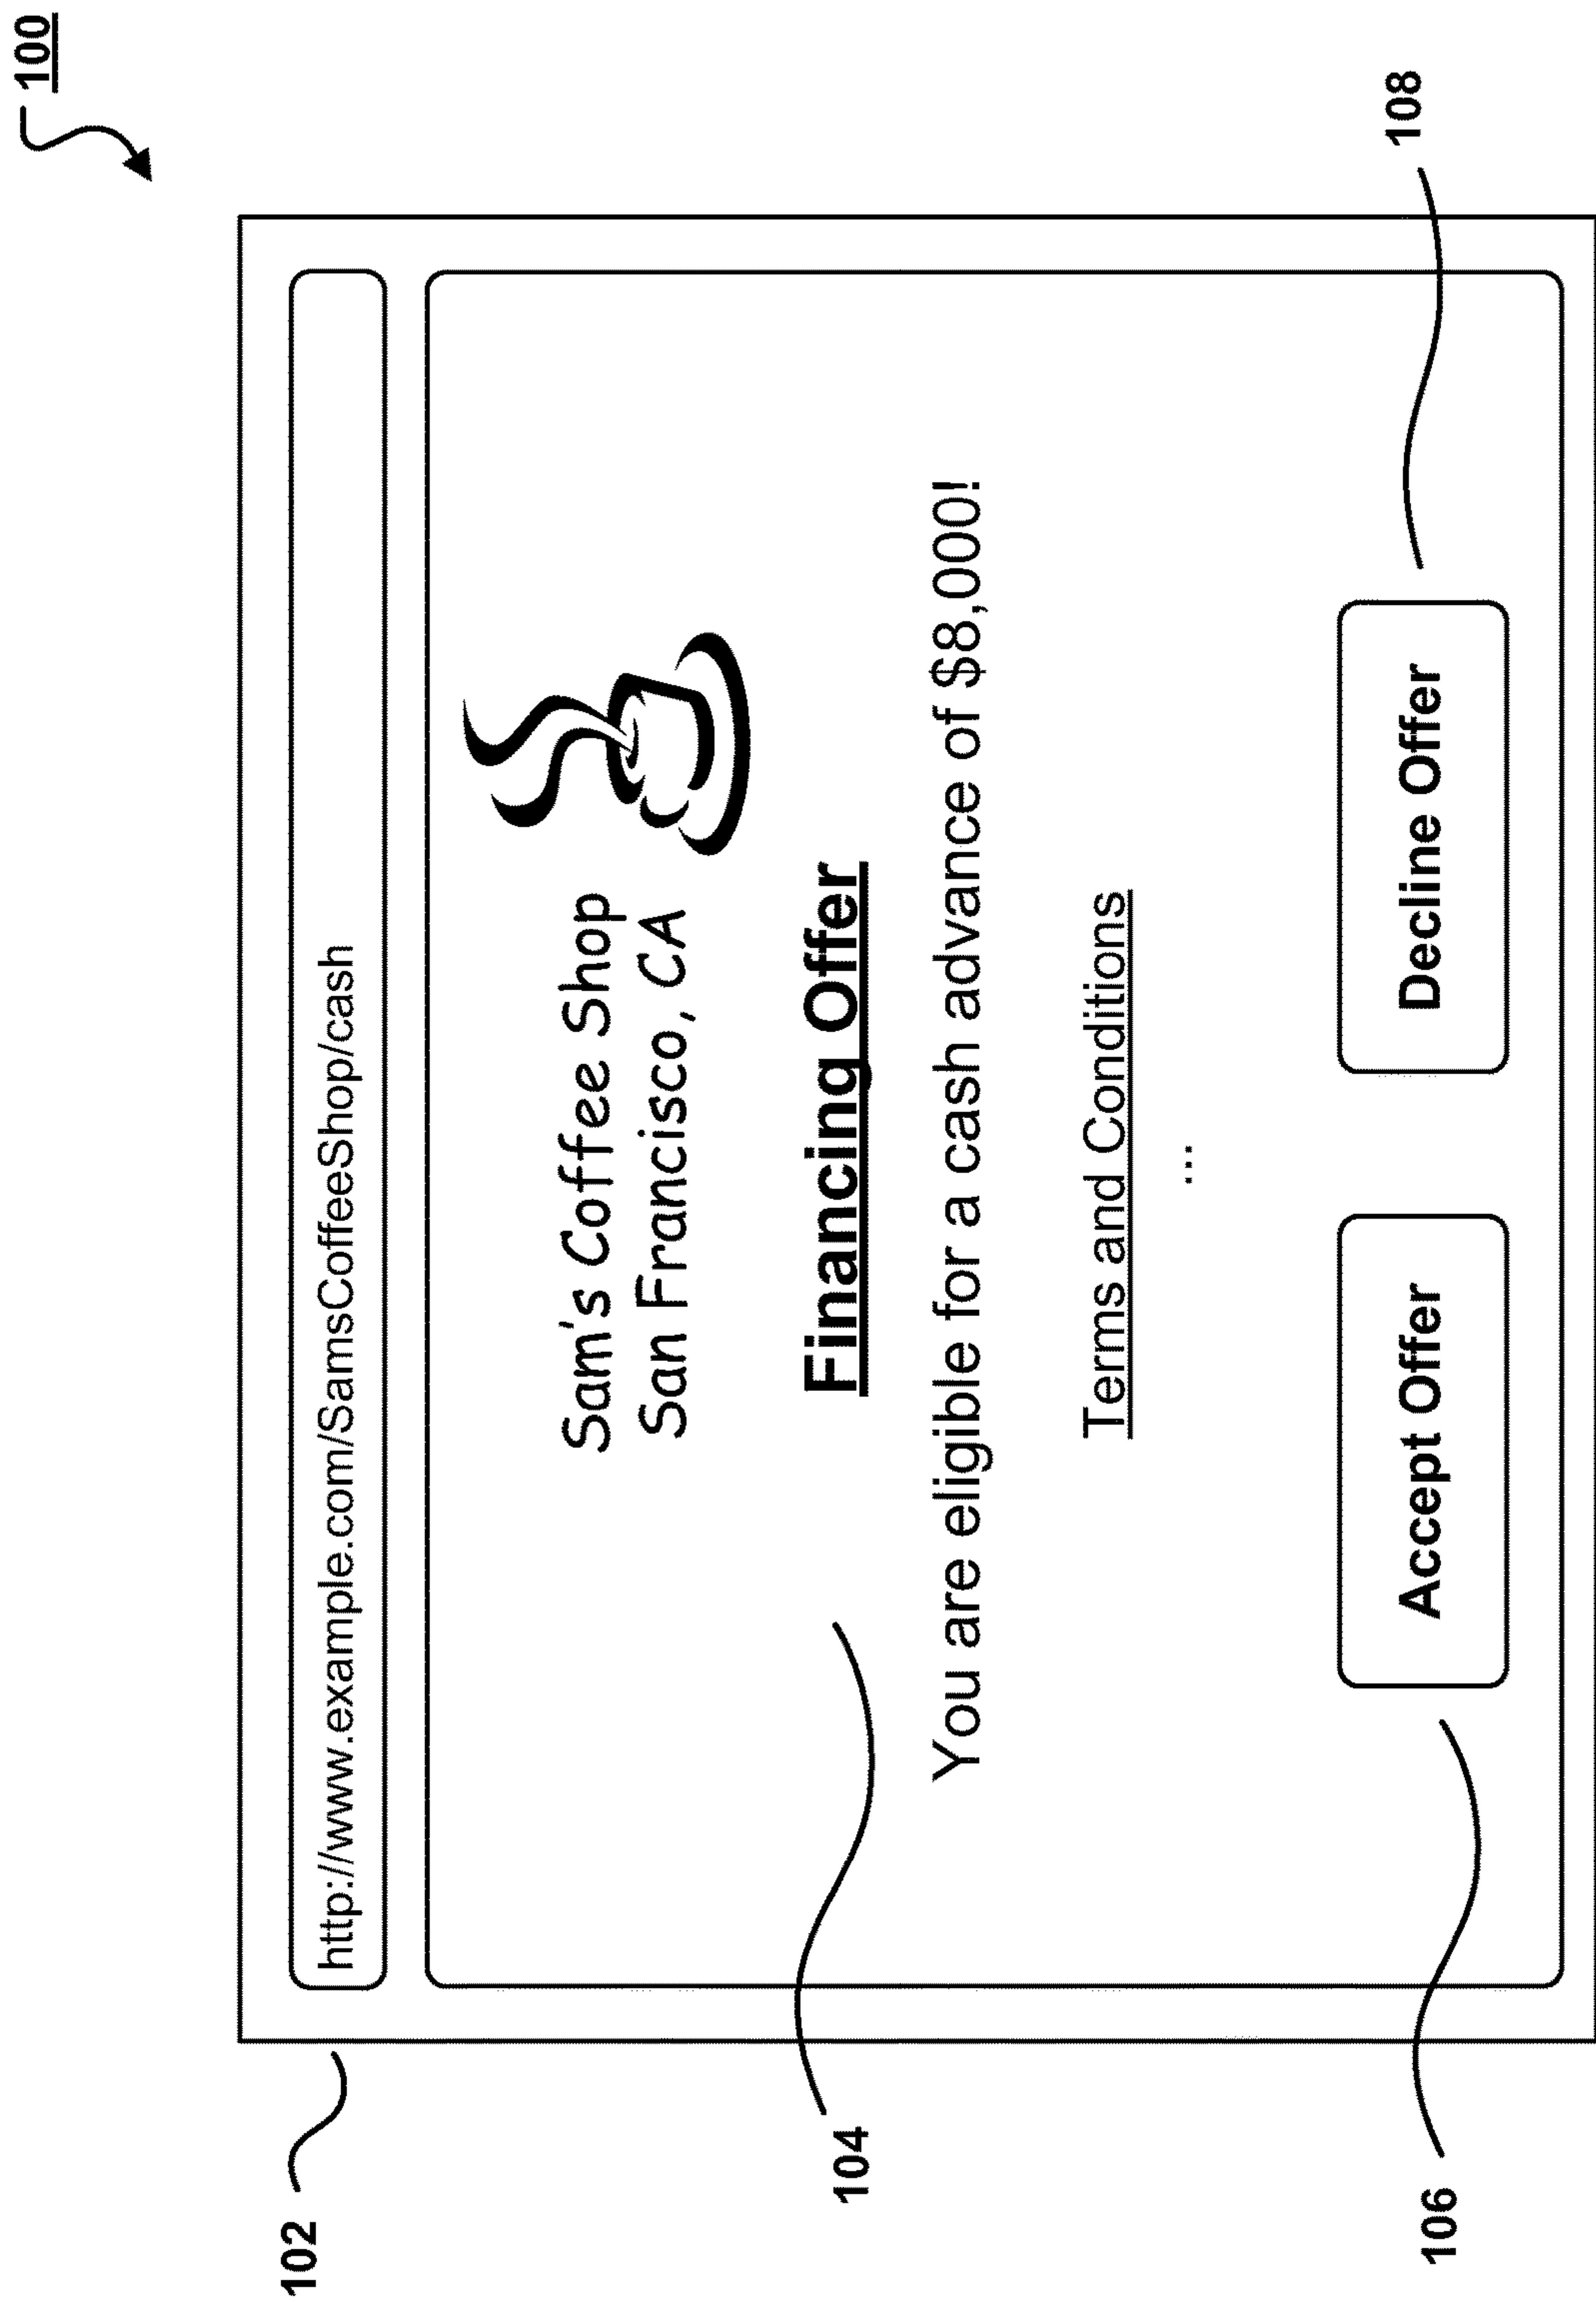 100
102
http://www.example.com/SamsCoffeeShop/cash
Sam's Coffee Shop
San Francisco, CA
104
Financing Offer
You are eligible for a cash advance of $8,000!
Terms and Conditions
...
106
Accept Offer
Decline Offer
108